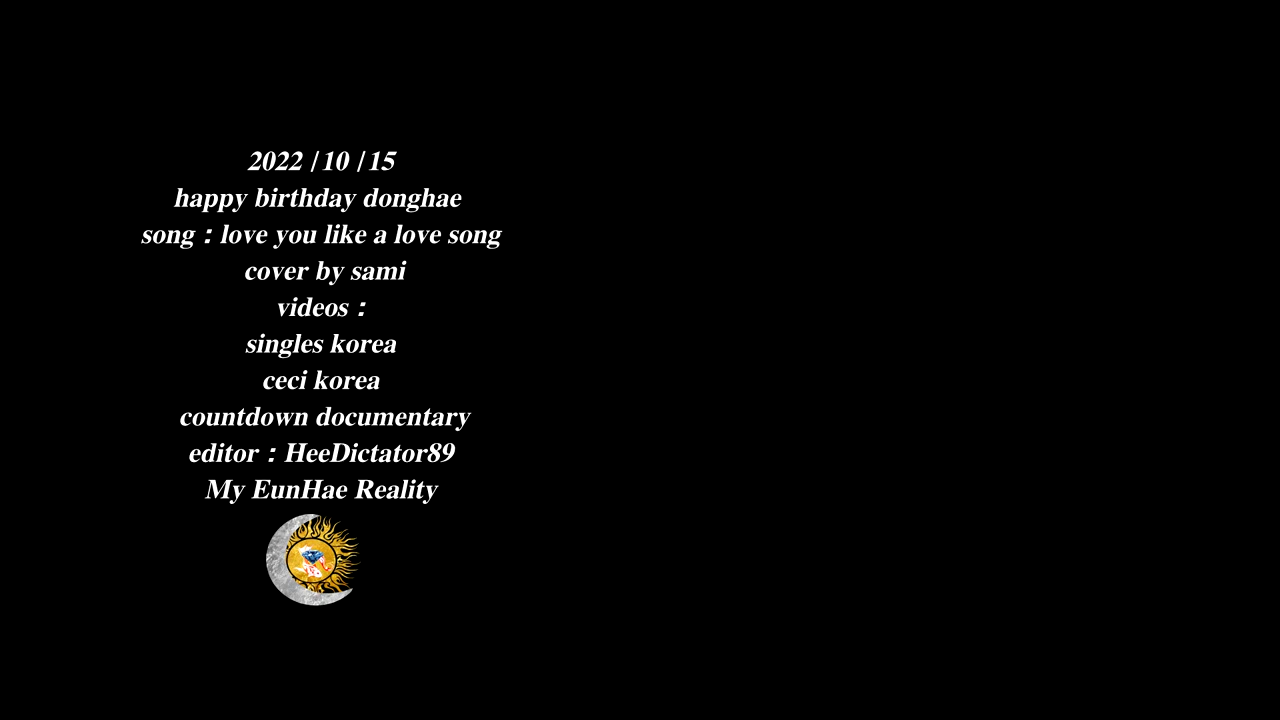 2022 /10 /15
happy birthday donghae
song : love you like a love song
cover by sami
videos :
singles korea
ceci korea
countdown documentary
editor : HeeDictator89
My EunHae Reality